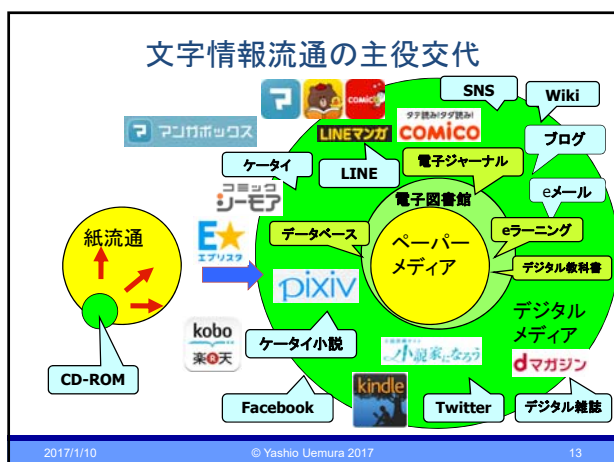 文字情報流通の主役交代
マ
comico
SNS
Wiki
マンガボックス
LINEマンガ
タテ読み!タダ読み!
comico
ブログ
ケータイ
LINE
電子ジャーナル
コミック
シーモア
電子図書館
eメール
紙流通
E★
エブリスタ
データベース
ペーパー
メディア
eラーニング
デジタル教科書
pixiv
デジタル
メディア
kobo
楽天
ケータイ小説
小説家になろう
dマガジン
CD-ROM
kindle
Facebook
Twitter
デジタル雑誌
2017/1/10
© Yashio Uemura 2017
13